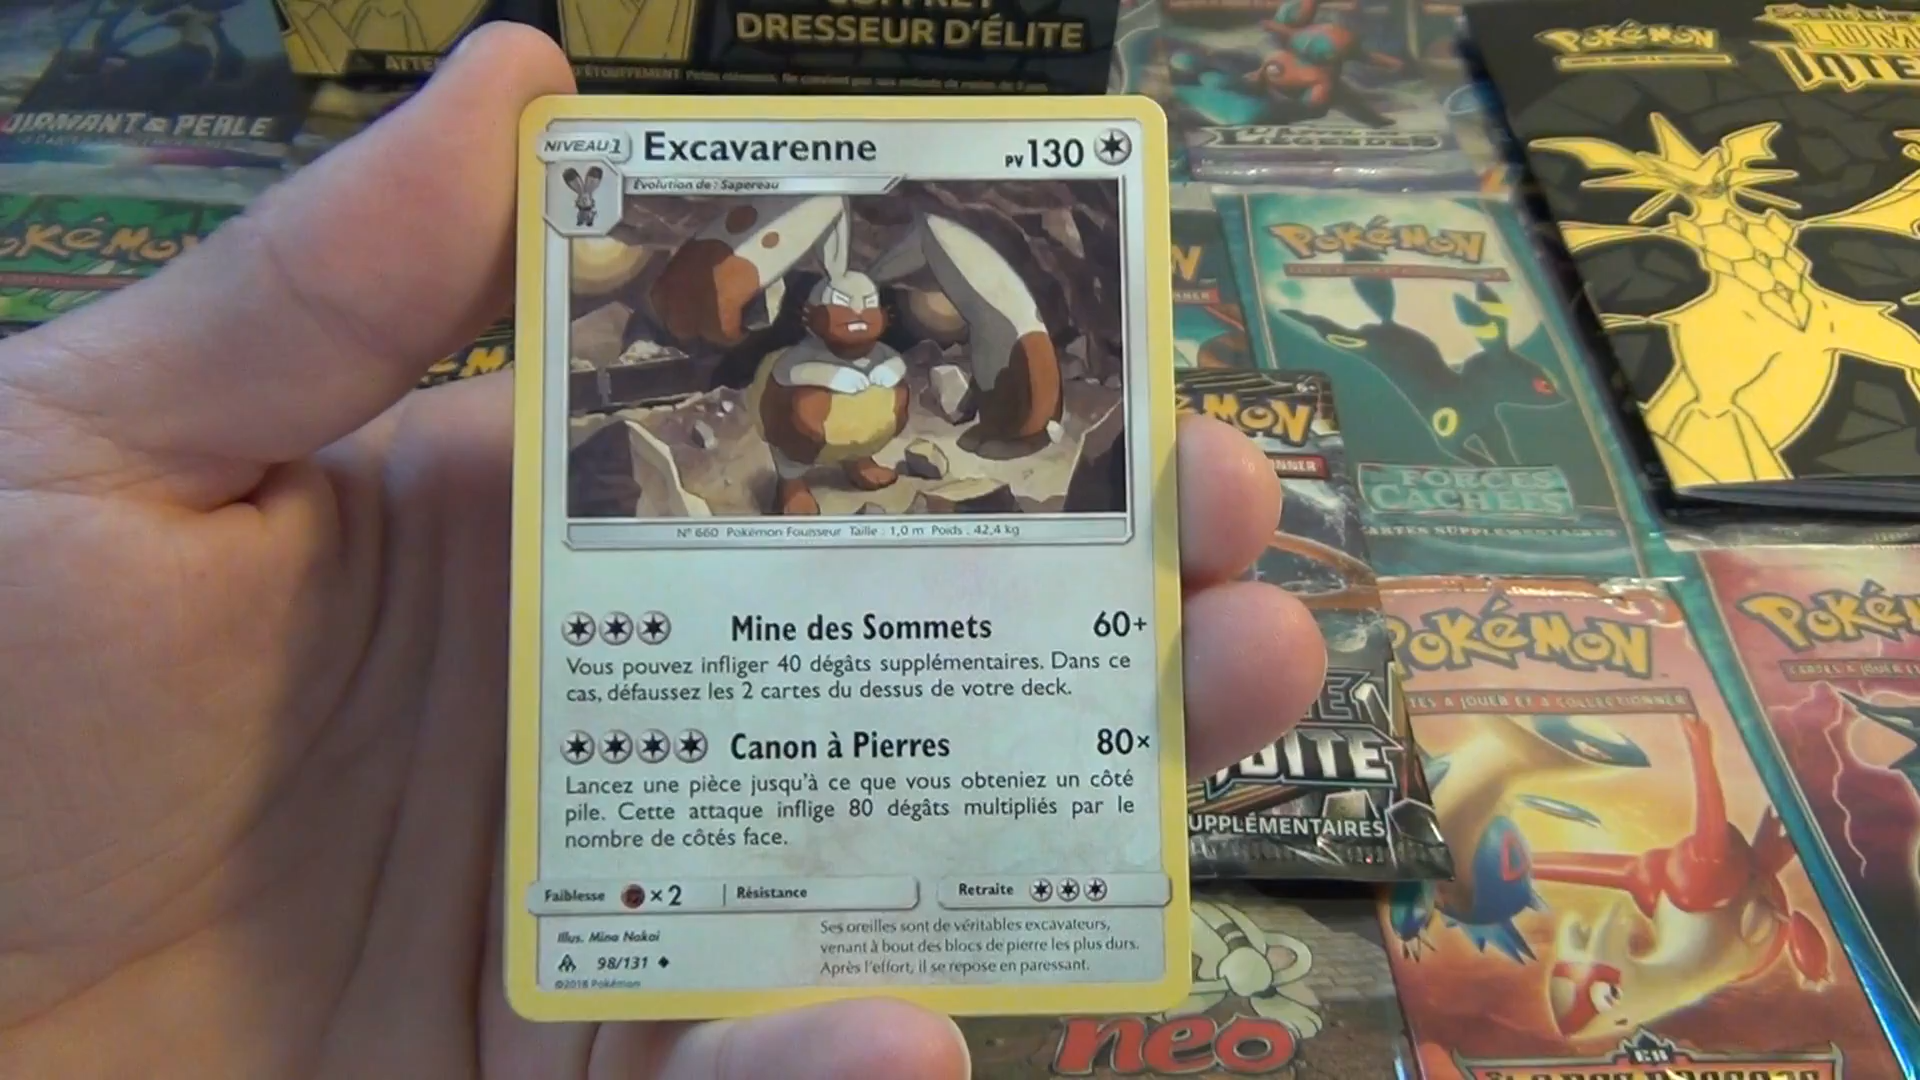 COFFRET
DRESSEUR D'ÉLITE
DIAMANT & PERLE
POKéMON
NIVEAU 1
Excavarenne
PV 130
Évolution de : Sapereau
N° 660 Pokémon Fouisseur Taille : 1,0 m Poids : 42,4 kg
Mine des Sommets
60+
Vous pouvez infliger 40 dégâts supplémentaires. Dans ce
cas, défaussez les 2 cartes du dessus de votre deck.
Canon à Pierres
80×
Lancez une pièce jusqu'à ce que vous obteniez un côté
pile. Cette attaque inflige 80 dégâts multipliés par le
nombre de côtés face.
Faiblesse ×2
Résistance
Retraite
Illus. Mina Nakai
98/131
©2018 Pokémon
Ses oreilles sont de véritables excavateurs,
venant à bout des blocs de pierre les plus durs.
Après l'effort, il se repose en paressant.
POKéMON
POKéMON
FORCES
CACHÉES
CARTES SUPPLÉMENTAIRES
MON
SUPPLÉMENTAIRES
POKéMON
POKéM
neo